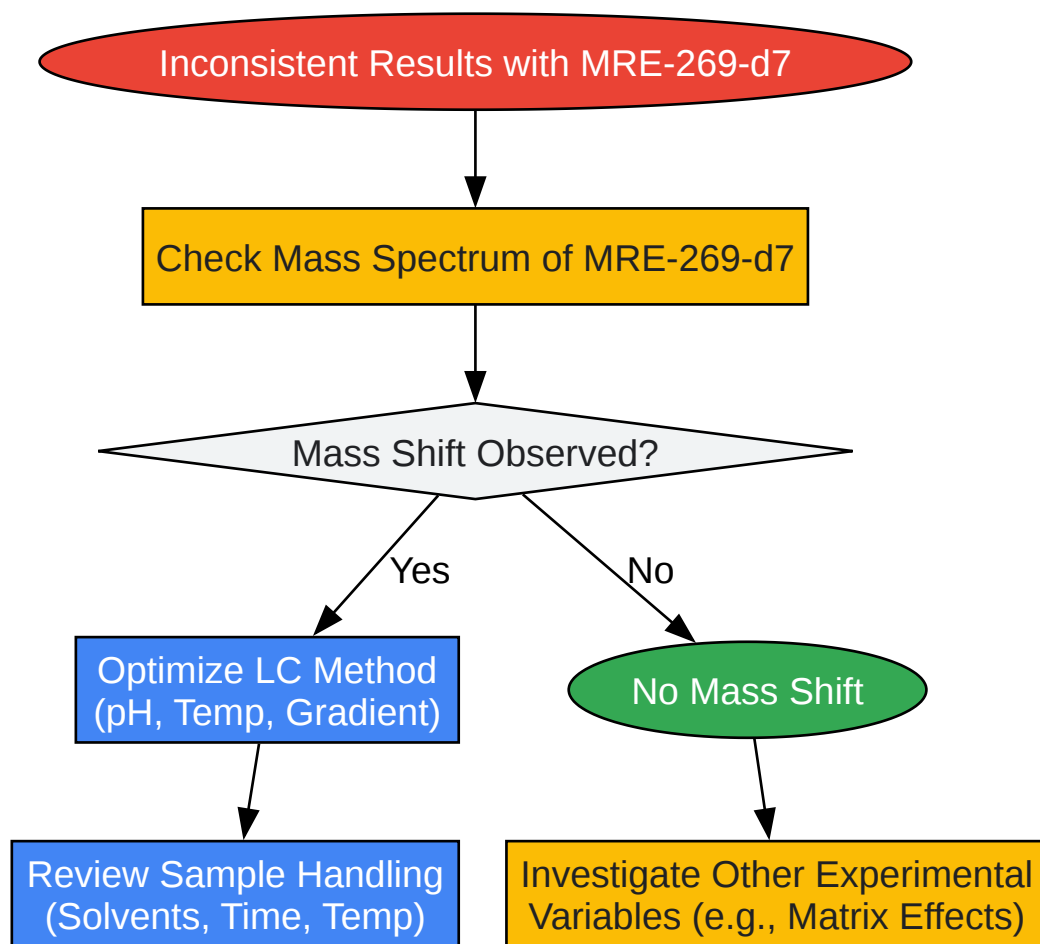 Inconsistent Results with MRE-269-d7
Check Mass Spectrum of MRE-269-d7
Mass Shift Observed?
Yes
No
Optimize LC Method
(pH, Temp, Gradient)
No Mass Shift
Review Sample Handling
(Solvents, Time, Temp)
Investigate Other Experimental
Variables (e.g., Matrix Effects)